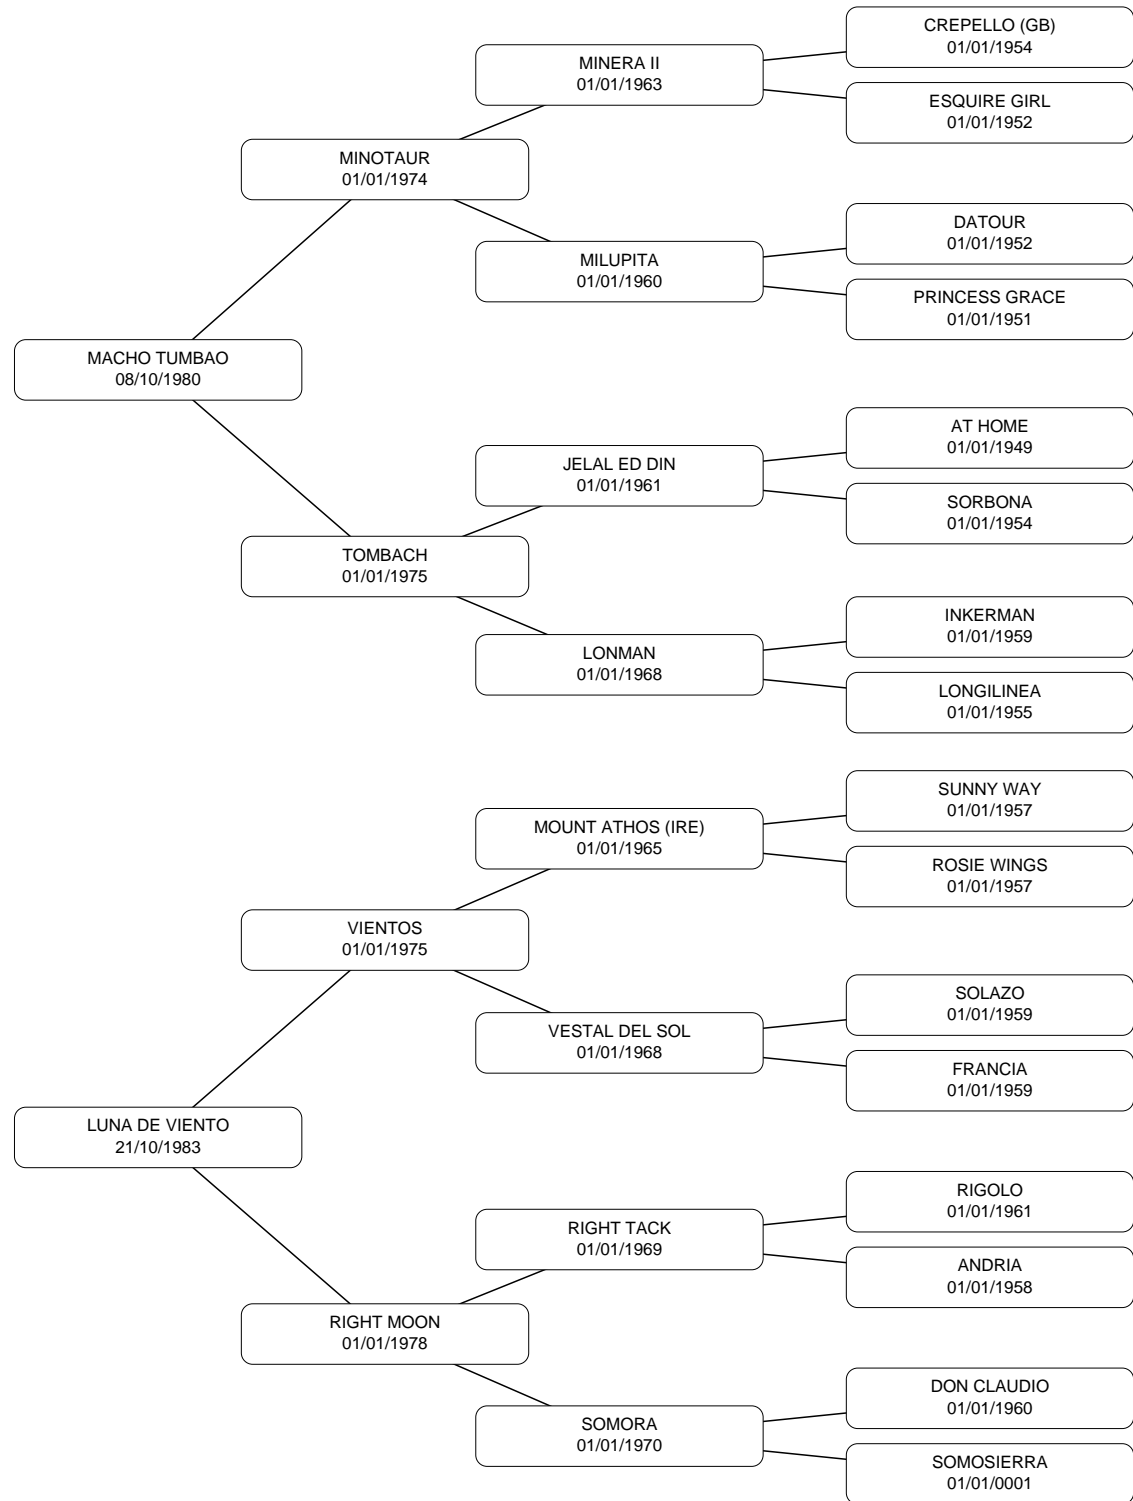 CREPELLO (GB)
01/01/1954
MINERA II
01/01/1963
ESQUIRE GIRL
01/01/1952
MINOTAUR
01/01/1974
DATOUR
01/01/1952
MILUPITA
01/01/1960
PRINCESS GRACE
01/01/1951
MACHO TUMBAO
08/10/1980
AT HOME
01/01/1949
JELAL ED DIN
01/01/1961
SORBONA
01/01/1954
TOMBACH
01/01/1975
INKERMAN
01/01/1959
LONMAN
01/01/1968
LONGILINEA
01/01/1955
SUNNY WAY
01/01/1957
MOUNT ATHOS (IRE)
01/01/1965
ROSIE WINGS
01/01/1957
VIENTOS
01/01/1975
SOLAZO
01/01/1959
VESTAL DEL SOL
01/01/1968
FRANCIA
01/01/1959
LUNA DE VIENTO
21/10/1983
RIGOLO
01/01/1961
RIGHT TACK
01/01/1969
ANDRIA
01/01/1958
RIGHT MOON
01/01/1978
DON CLAUDIO
01/01/1960
SOMORA
01/01/1970
SOMOSIERRA
01/01/0001